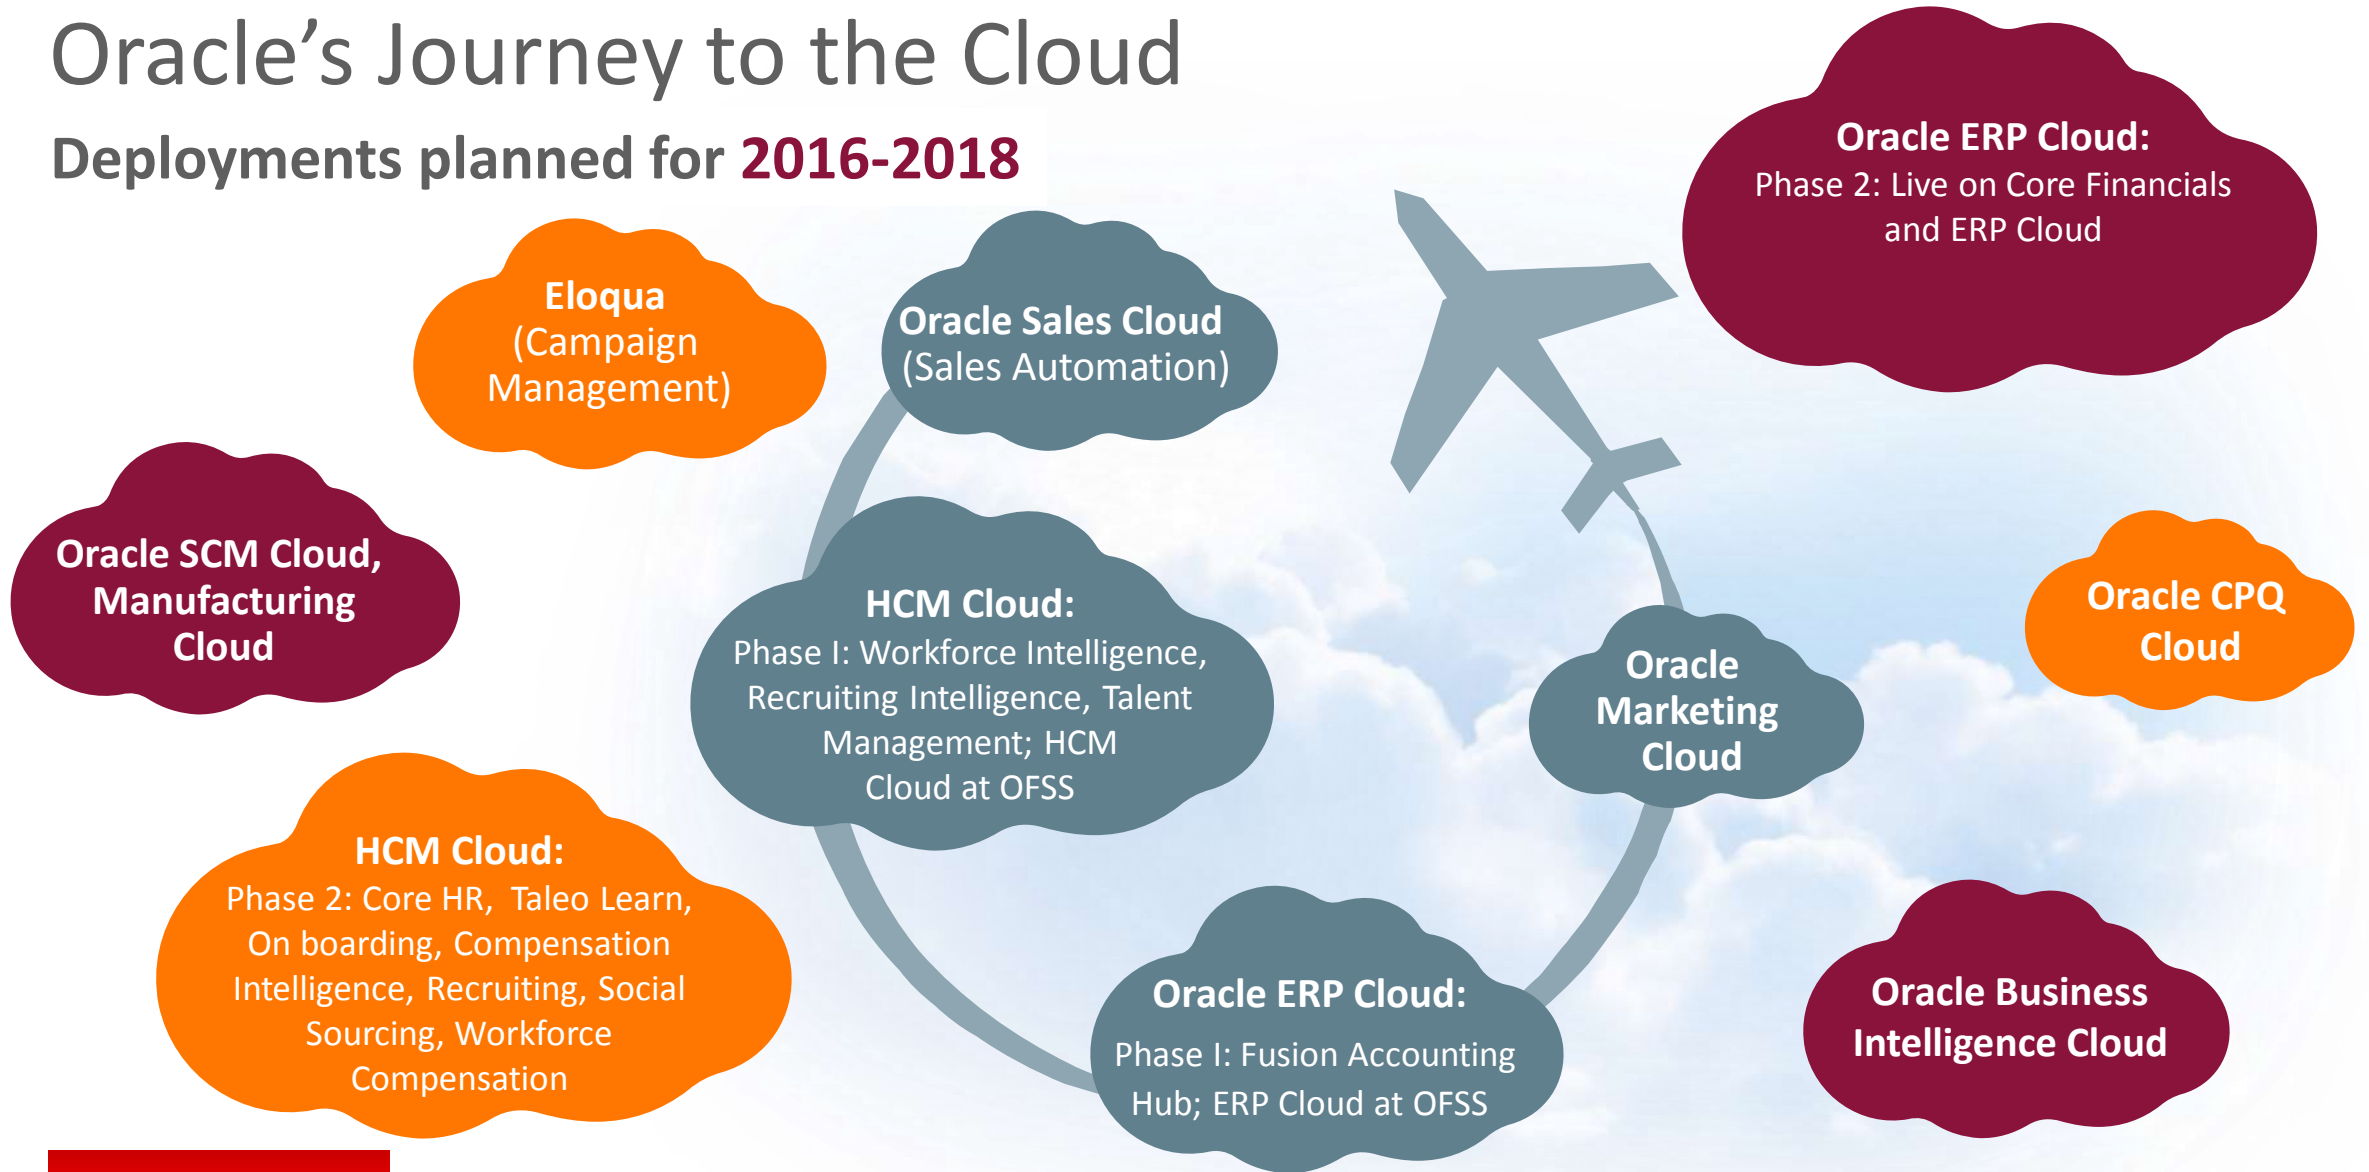 Oracle’s Journey to the Cloud
Deployments planned for 2016-2018
Oracle ERP Cloud:
Phase 2: Live on Core Financials
and ERP Cloud
Eloqua
(Campaign
Management)
Oracle Sales Cloud
(Sales Automation)
Oracle SCM Cloud,
Manufacturing
Cloud
HCM Cloud:
Phase I: Workforce Intelligence,
Recruiting Intelligence, Talent
Management; HCM
Cloud at OFSS
Oracle
Marketing
Cloud
Oracle CPQ
Cloud
HCM Cloud:
Phase 2: Core HR,  Taleo Learn,
On boarding, Compensation
Intelligence, Recruiting, Social
Sourcing, Workforce
Compensation
Oracle ERP Cloud:
Phase I: Fusion Accounting
Hub; ERP Cloud at OFSS
Oracle Business
Intelligence Cloud